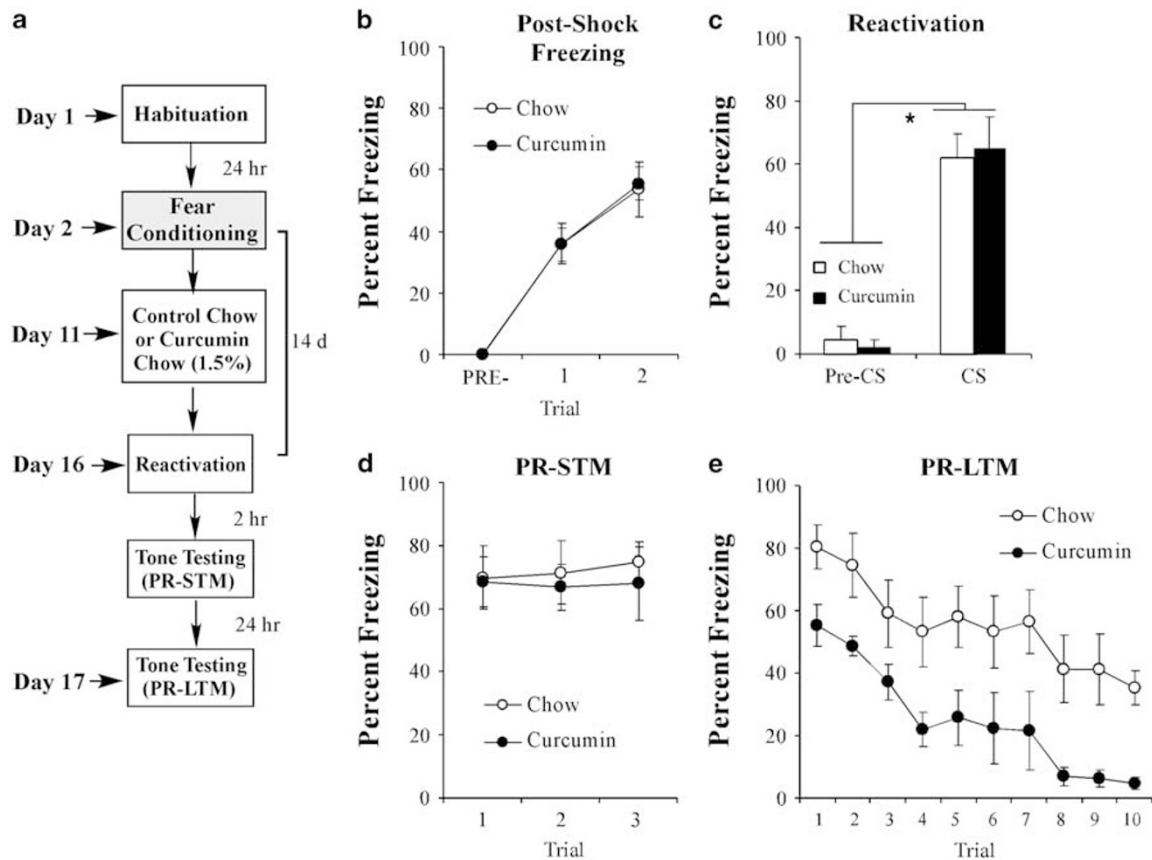 a
Day 1
Habituation
24 hr
Day 2
Fear
Conditioning
Day 11
Control Chow
or Curcumin
Chow (1.5%)
14 d
Day 16
Reactivation
2 hr
Tone Testing
(PR-STM)
24 hr
Day 17
Tone Testing
(PR-LTM)
b
Post-Shock
Freezing
Percent Freezing
100
80
60
40
20
0
Chow
Curcumin
PRE-
1
2
Trial
c
Reactivation
Percent Freezing
100
80
60
40
20
0
*
Chow
Curcumin
Pre-CS
CS
d
PR-STM
Percent Freezing
100
80
60
40
20
0
Chow
Curcumin
1
2
3
Trial
e
PR-LTM
Percent Freezing
100
80
60
40
20
0
Chow
Curcumin
1 2 3 4 5 6 7 8 9 10
Trial